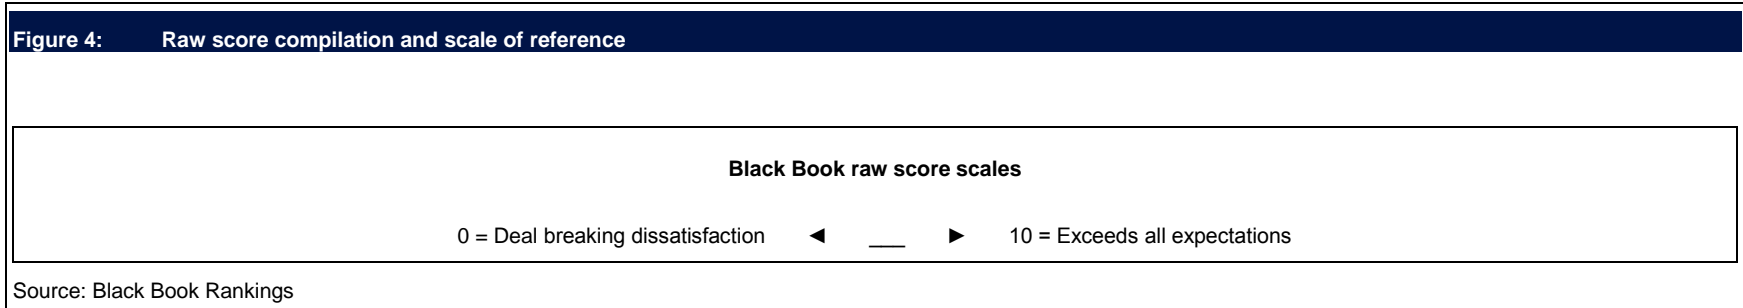 Figure 4: Raw score compilation and scale of reference
Black Book raw score scales
0 = Deal breaking dissatisfaction ◄ ___ ► 10 = Exceeds all expectations
Source: Black Book Rankings